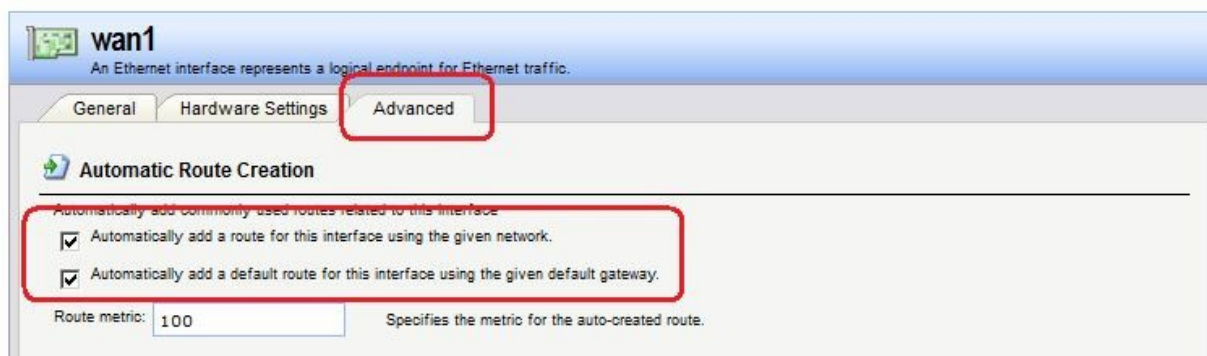 wan1
An Ethernet interface represents a logical endpoint for Ethernet traffic.
General Hardware Settings Advanced
Automatic Route Creation
Automatically add commonly used routes related to this interface
Automatically add a route for this interface using the given network.
Automatically add a default route for this interface using the given default gateway.
Route metric: 100 Specifies the metric for the auto-created route.